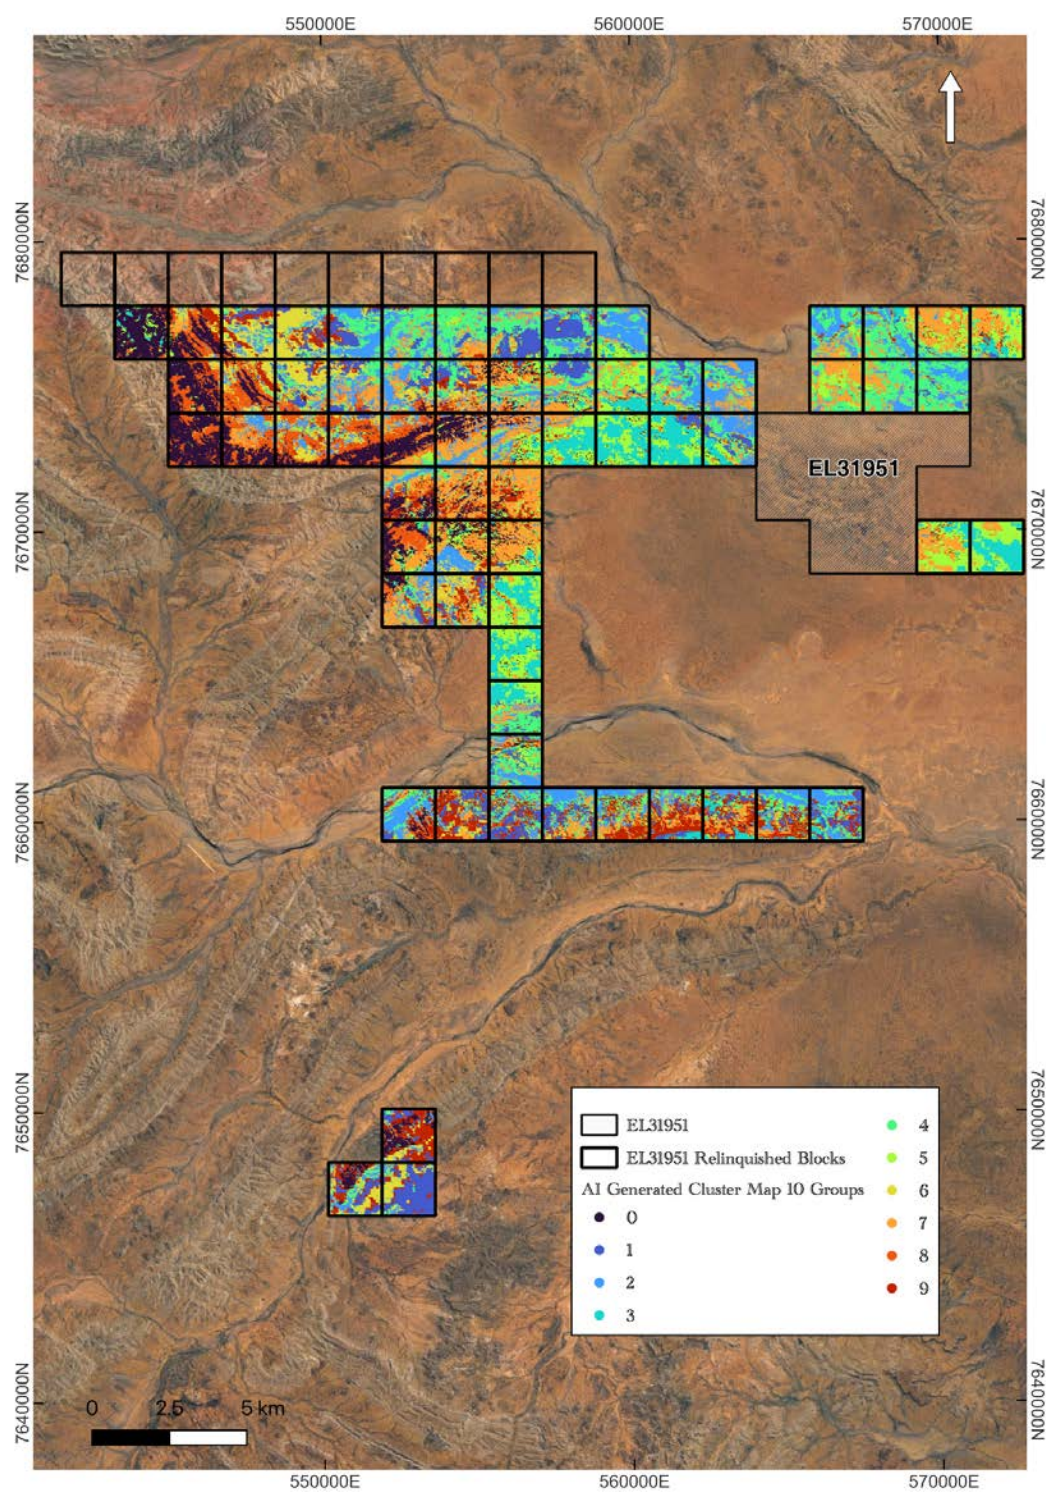 550000E
560000E
570000E
7680000N
7680000N
EL31951
7670000N
7670000N
7660000N
7660000N
7650000N
7650000N
EL31951
EL31951 Relinquished Blocks
AI Generated Cluster Map 10 Groups
0
1
2
3
4
5
6
7
8
9
7640000N
7640000N
0 2.5 5 km
550000E
560000E
570000E